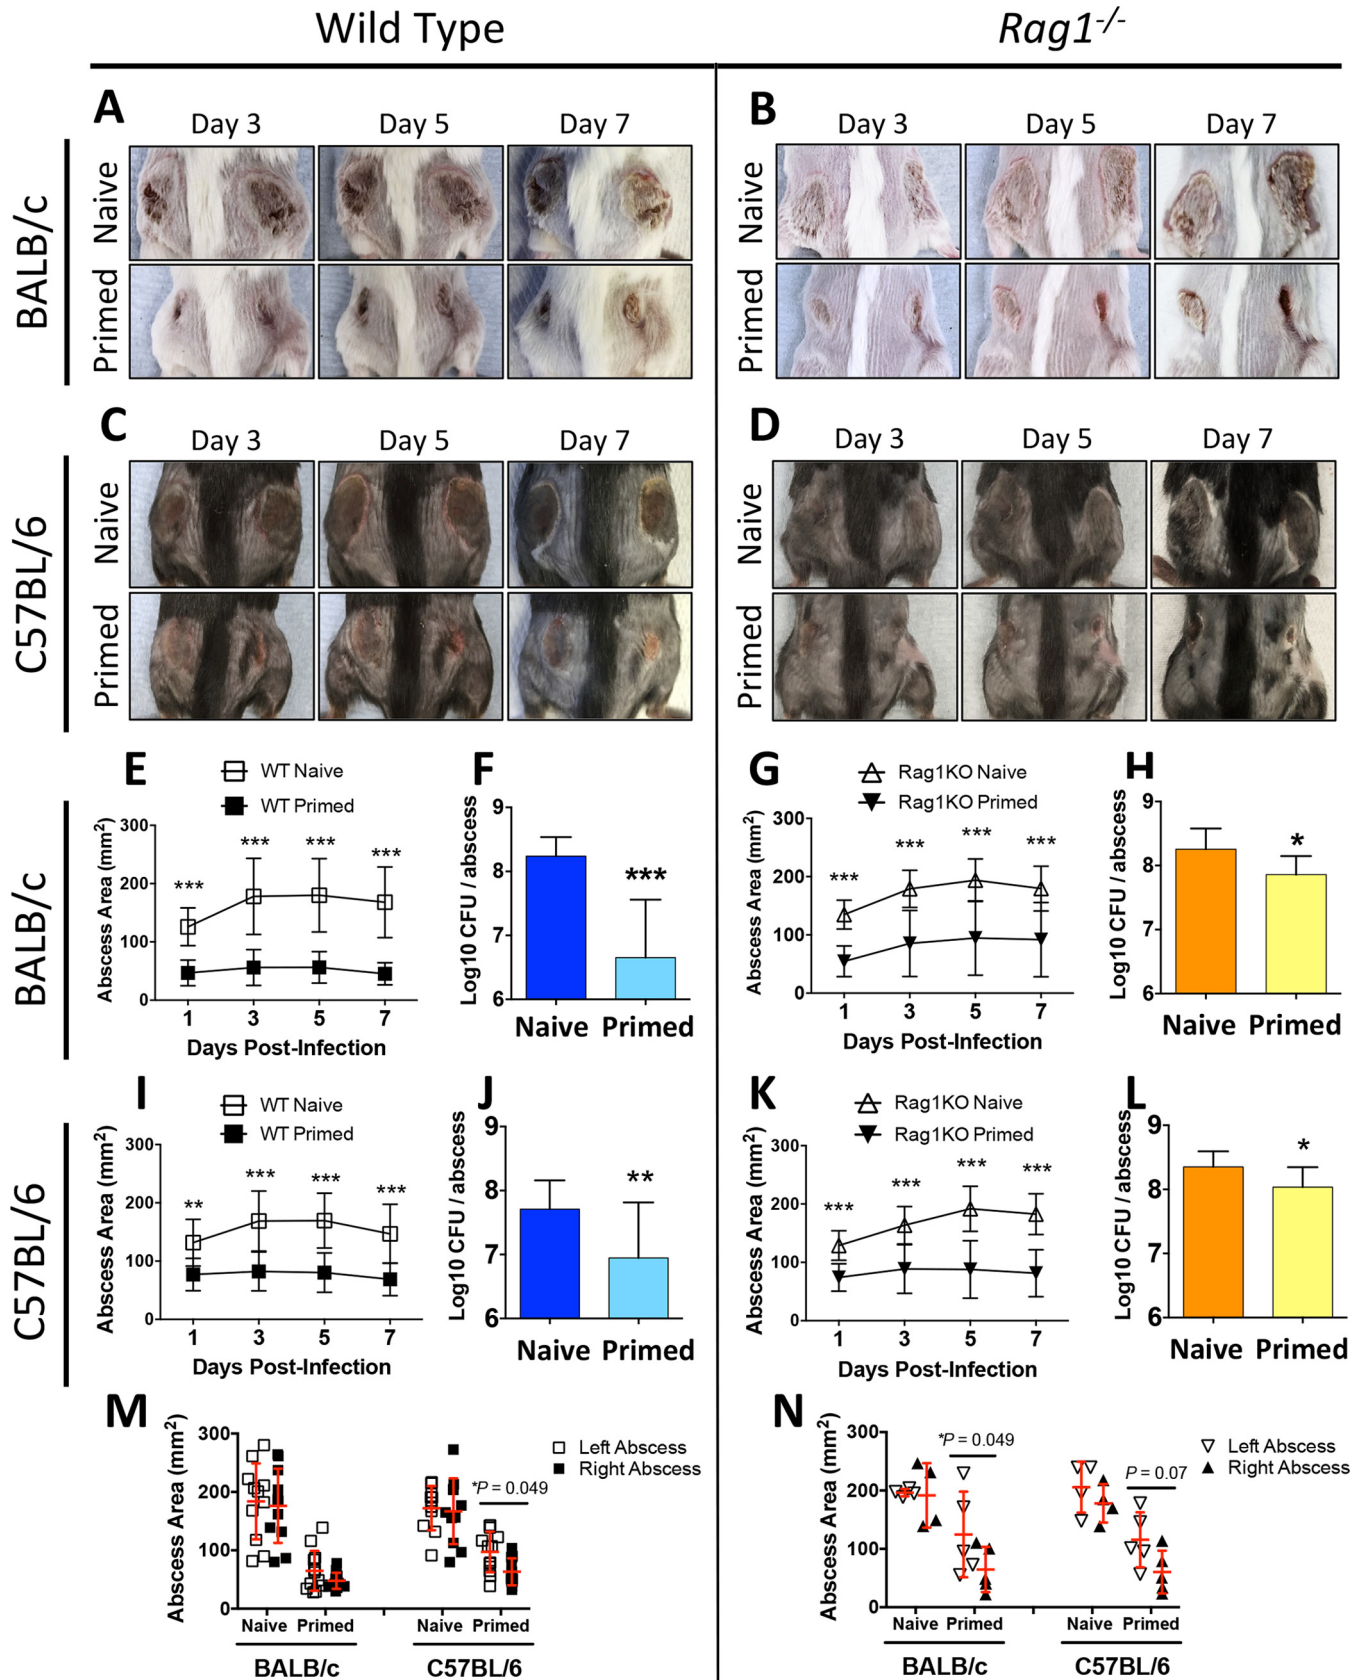 Wild Type
Rag1-/-
BALB/c
A
Day 3
Day 5
Day 7
Naive
Primed
B
Day 3
Day 5
Day 7
Naive
Primed
C57BL/6
C
Day 3
Day 5
Day 7
Naive
Primed
D
Day 3
Day 5
Day 7
Naive
Primed
BALB/c
E
WT Naive
WT Primed
Abscess Area (mm2)
300
200
100
0
***
***
***
***
1 3 5 7
Days Post-Infection
F
Log10 CFU / abscess
9
8
7
6
***
Naive Primed
G
Rag1KO Naive
Rag1KO Primed
Abscess Area (mm2)
300
200
100
0
***
***
***
***
1 3 5 7
Days Post-Infection
H
Log10 CFU / abscess
9
8
7
6
*
Naive Primed
C57BL/6
I
WT Naive
WT Primed
Abscess Area (mm2)
300
200
100
0
**
***
***
***
1 3 5 7
Days Post-Infection
J
Log10 CFU / abscess
9
8
7
6
**
Naive Primed
K
Rag1KO Naive
Rag1KO Primed
Abscess Area (mm2)
300
200
100
0
***
***
***
***
1 3 5 7
Days Post-Infection
L
Log10 CFU / abscess
9
8
7
6
*
Naive Primed
M
Abscess Area (mm2)
300
200
100
0
Left Abscess
Right Abscess
*P = 0.049
Naive Primed Naive Primed
BALB/c C57BL/6
N
Abscess Area (mm2)
300
200
100
0
*P = 0.049
P = 0.07
Left Abscess
Right Abscess
Naive Primed Naive Primed
BALB/c C57BL/6